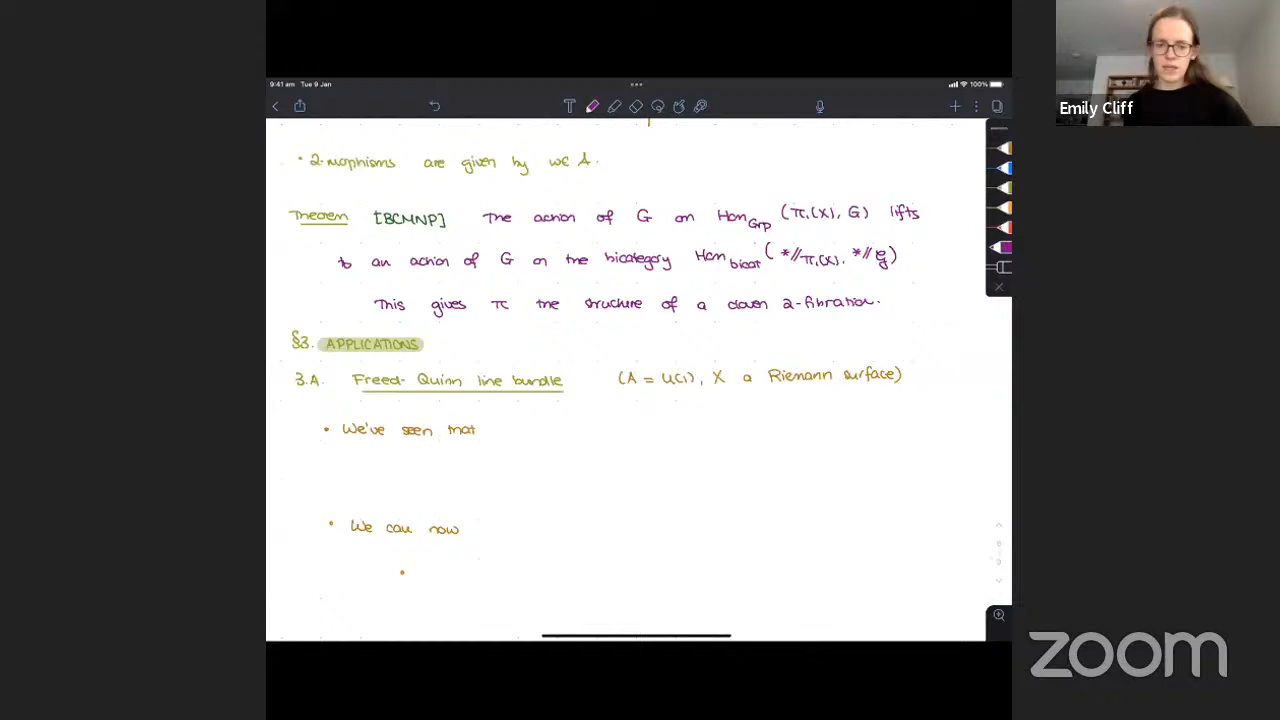 9:41 am Tue 9 Jan
100%
Emily Cliff
• 2-morphisms are given by w ∈ A.
Theorem [BCMNP] The action of G on Hom_Grp (π₁(X), G) lifts
to an action of G on the bicategory Hom_bicat (*//π₁(X), *//𝒢)
This gives π the structure of a cloven 2-fibration.
§3. APPLICATIONS
3.A. Freed-Quinn line bundle (A = U(1), X a Riemann surface)
• We've seen that
• We can now
•
zoom